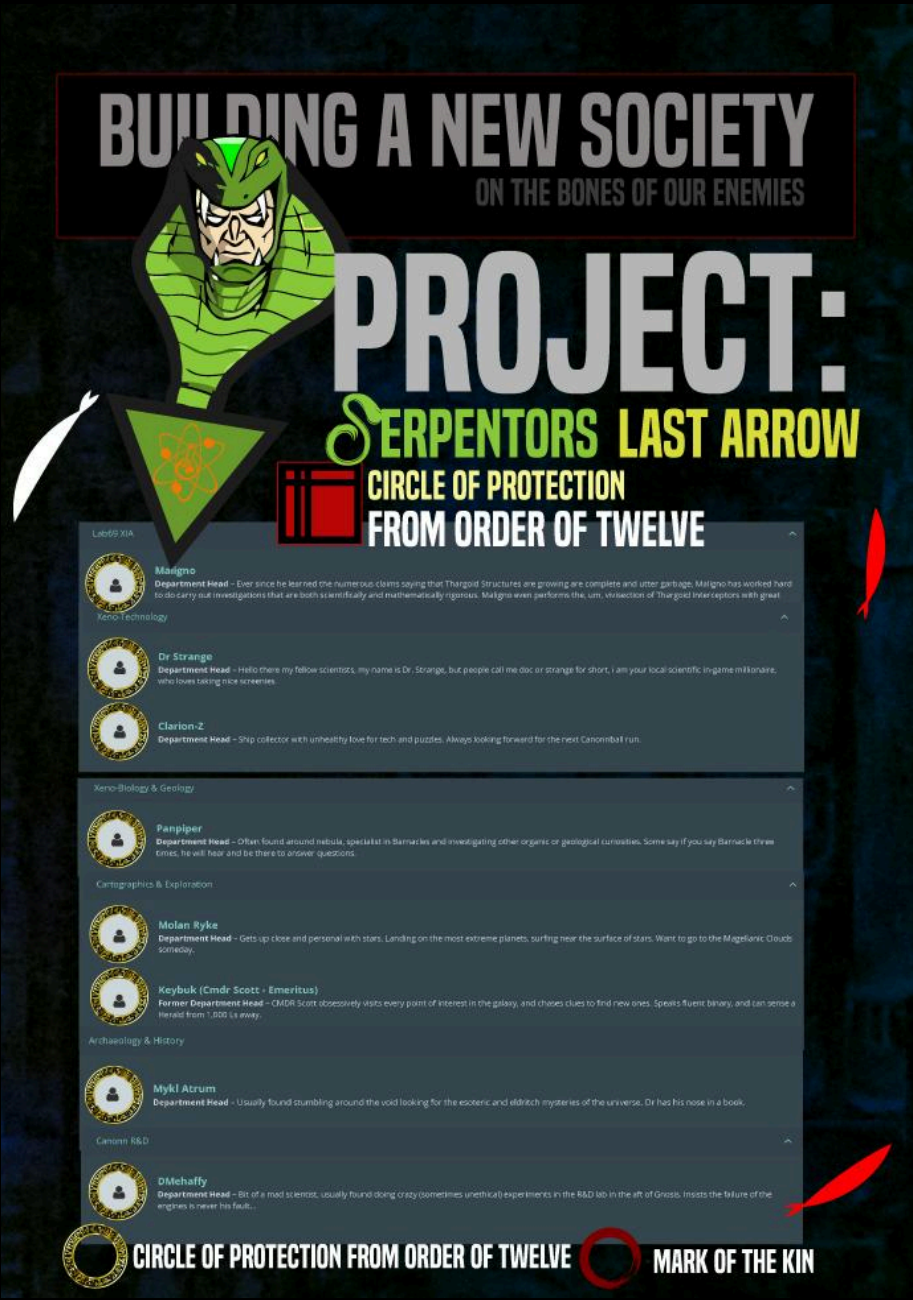 BUILDING A NEW SOCIETY
ON THE BONES OF OUR ENEMIES
PROJECT:
SERPENTORS LAST ARROW
CIRCLE OF PROTECTION
FROM ORDER OF TWELVE
Lab69 XIA
Maligno
Department Head – Ever since he learned the numerous claims saying that Thargoid Structures are growing are complete and utter garbage, Maligno has worked hard
to do carry out investigations that are both scientifically and mathematically rigorous. Maligno even performs the, um, vivisection of Thargoid Interceptors with great
Xeno-Technology
Dr Strange
Department Head – Hello there my fellow scientists, my name is Dr. Strange, but people call me doc or strange for short, i am your local scientific in-game millionaire,
who loves taking nice screenies.
Clarion-Z
Department Head – Ship collector with unhealthy love for tech and puzzles. Always looking forward for the next Canonnball run.
Xeno-Biology & Geology
Panpiper
Department Head – Often found around nebula, specialist in Barnacles and investigating other organic or geological curiosities. Some say if you say Barnacle three
times, he will hear and be there to answer questions.
Cartographics & Exploration
Molan Ryke
Department Head – Gets up close and personal with stars. Landing on the most extreme planets, surfing near the surface of stars. Want to go to the Magellanic Clouds
someday.
Keybuk (Cmdr Scott - Emeritus)
Former Department Head – CMDR Scott obsessively visits every point of interest in the galaxy, and chases clues to find new ones. Speaks fluent binary, and can sense a
Herald from 1,000 Ls away.
Archaeology & History
Mykl Atrum
Department Head – Usually found stumbling around the void looking for the esoteric and eldritch mysteries of the universe. Or has his nose in a book.
Canonn R&D
DMehaffy
Department Head – Bit of a mad scientist, usually found doing crazy (sometimes unethical) experiments in the R&D lab in the aft of Gnosis. Insists the failure of the
engines is never his fault...
CIRCLE OF PROTECTION FROM ORDER OF TWELVE
MARK OF THE KIN